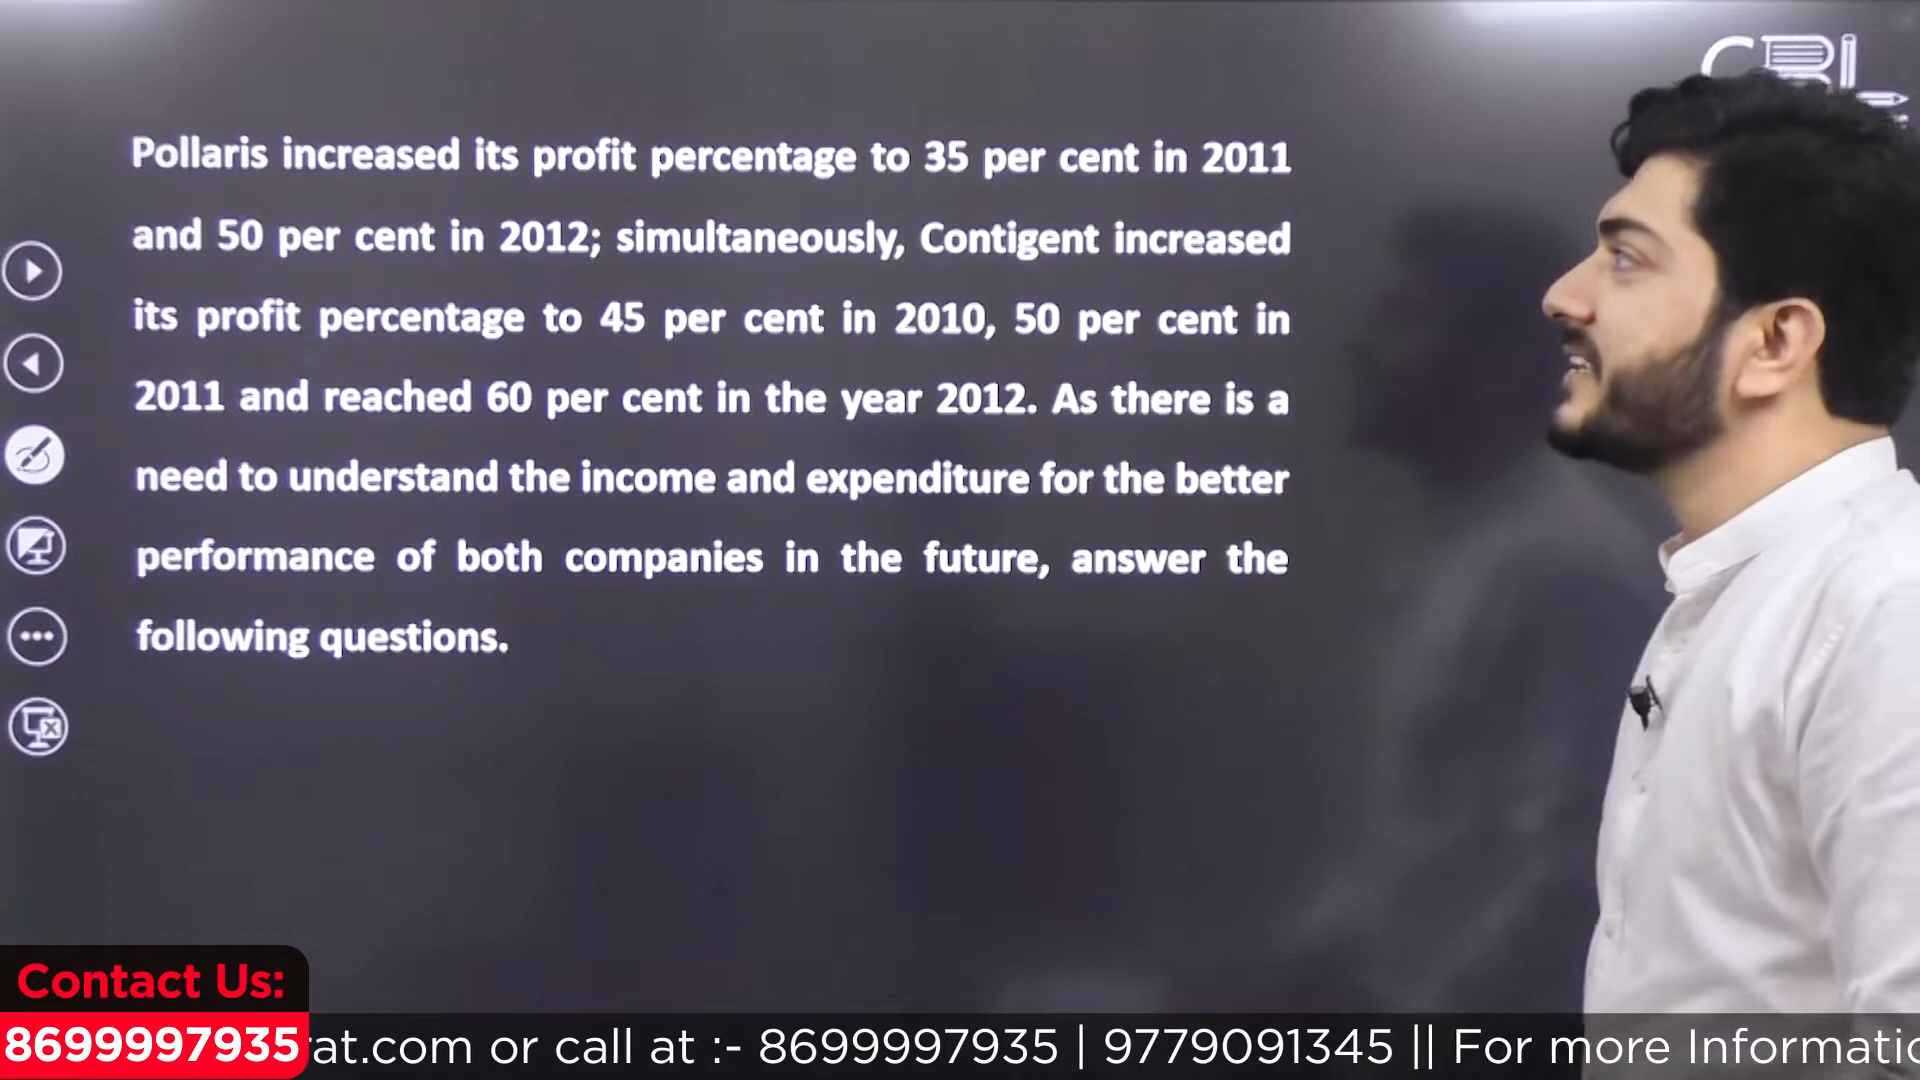 CBL
Pollaris increased its profit percentage to 35 per cent in 2011
and 50 per cent in 2012; simultaneously, Contigent increased
its profit percentage to 45 per cent in 2010, 50 per cent in
2011 and reached 60 per cent in the year 2012. As there is a
need to understand the income and expenditure for the better
performance of both companies in the future, answer the
following questions.
Contact Us:
8699997935
rat.com or call at :- 8699997935 | 9779091345 || For more Informatio